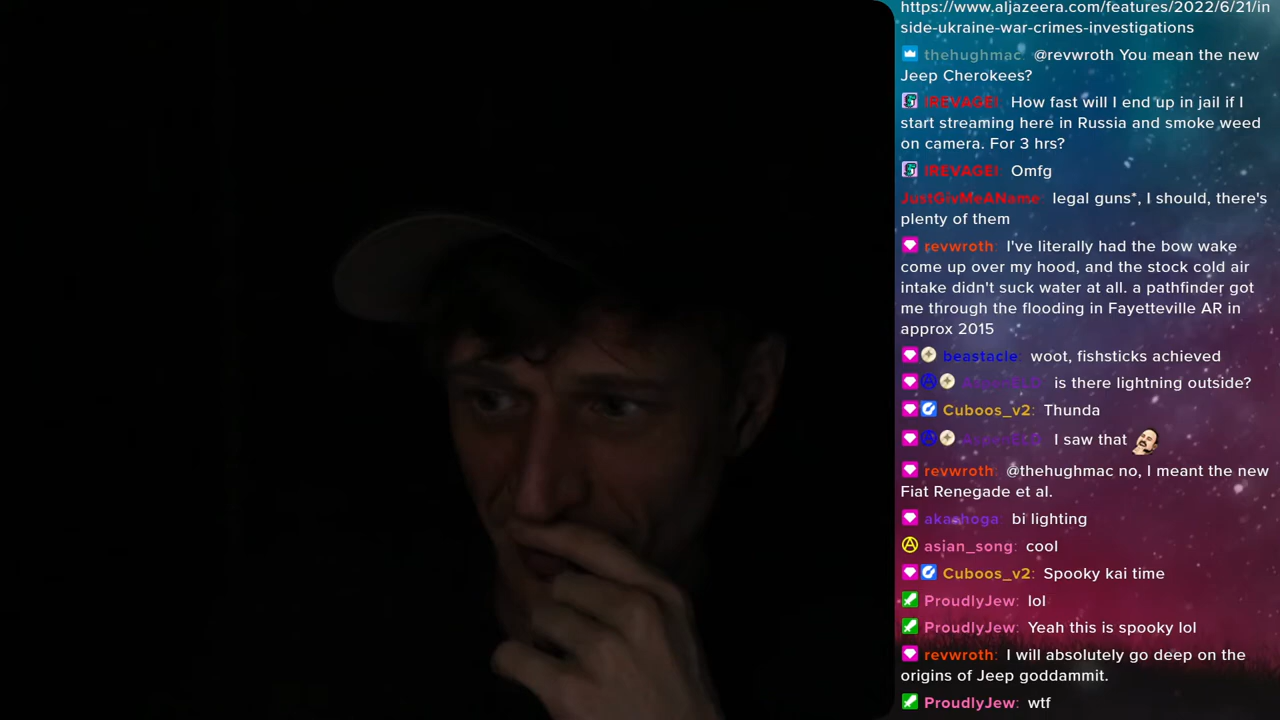 https://www.aljazeera.com/features/2022/6/21/in
side-ukraine-war-crimes-investigations
thehughmac: @revwroth You mean the new
Jeep Cherokees?
IREVAGEI: How fast will I end up in jail if I
start streaming here in Russia and smoke weed
on camera. For 3 hrs?
IREVAGEI: Omfg
JustGivMeAName: legal guns*, I should, there's
plenty of them
revwroth: I've literally had the bow wake
come up over my hood, and the stock cold air
intake didn't suck water at all. a pathfinder got
me through the flooding in Fayetteville AR in
approx 2015
beastacle: woot, fishsticks achieved
is there lightning outside?
Cuboos_v2: Thunda
I saw that
revwroth: @thehughmac no, I meant the new
Fiat Renegade et al.
akashoga: bi lighting
asian_song: cool
Cuboos_v2: Spooky kai time
ProudlyJew: lol
ProudlyJew: Yeah this is spooky lol
revwroth: I will absolutely go deep on the
origins of Jeep goddammit.
ProudlyJew: wtf